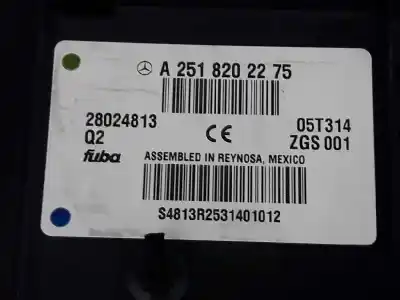 A 251 820 22 75
28024813
05T314
Q2
CE
ZGS 001
fuba
ASSEMBLED IN REYNOSA, MEXICO
S4813R2531401012